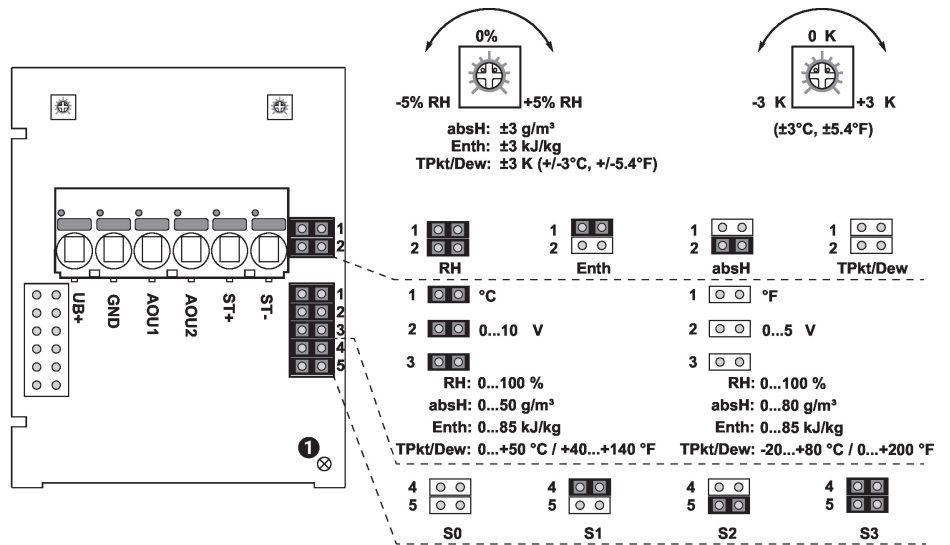 0%
-5% RH +5% RH
absH: ±3 g/m³
Enth: ±3 kJ/kg
TPkt/Dew: ±3 K (+/-3°C, +/-5.4°F)
0 K
-3 K +3 K
(±3°C, ±5.4°F)
1
2
UB+
GND
AOU1
AOU2
ST+
ST-
1
2
3
4
5
1
1
2
RH
1
2
Enth
1
2
absH
1
2
TPkt/Dew
1 °C
2 0...10 V
3
RH: 0...100 %
absH: 0...50 g/m³
Enth: 0...85 kJ/kg
TPkt/Dew: 0...+50 °C / +40...+140 °F
1 °F
2 0...5 V
3
RH: 0...100 %
absH: 0...80 g/m³
Enth: 0...85 kJ/kg
TPkt/Dew: -20...+80 °C / 0...+200 °F
4
5
S0
4
5
S1
4
5
S2
4
5
S3